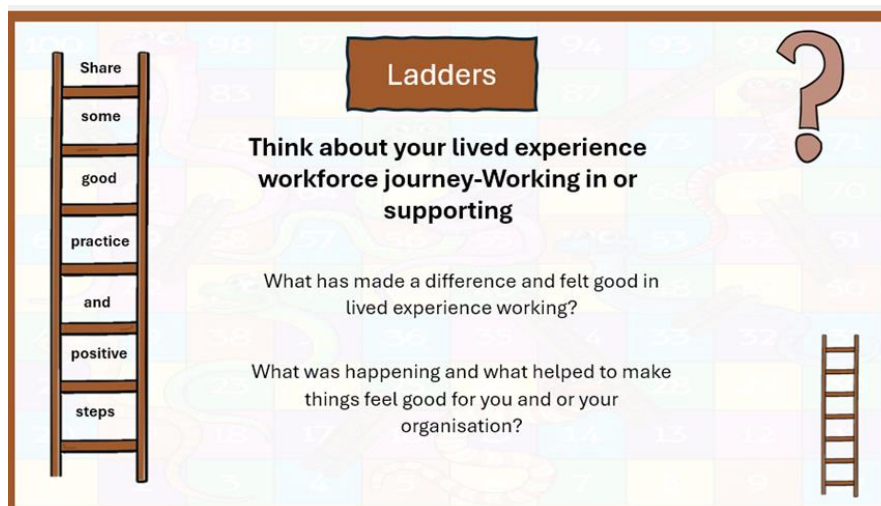 Ladders
Share
some
good
practice
and
positive
steps
Think about your lived experience
workforce journey-Working in or
supporting
What has made a difference and felt good in
lived experience working?
What was happening and what helped to make
things feel good for you and or your
organisation?